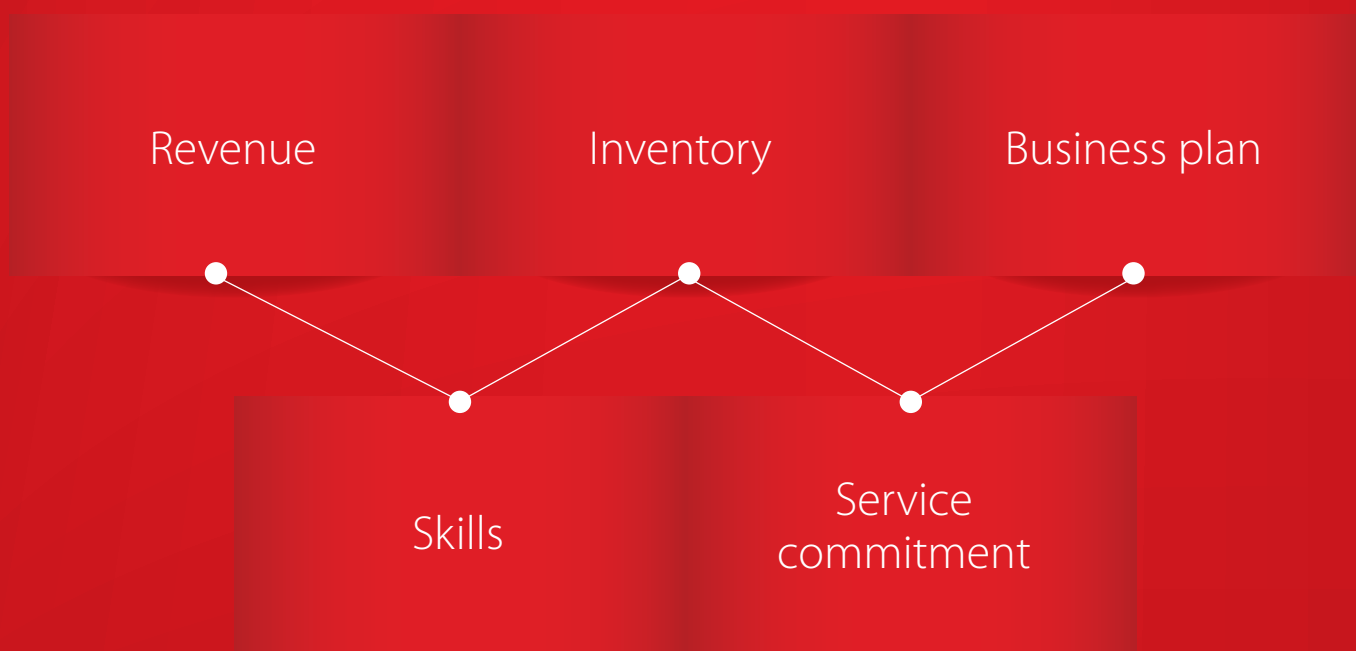 Revenue
Inventory
Business plan
Skills
Service
commitment